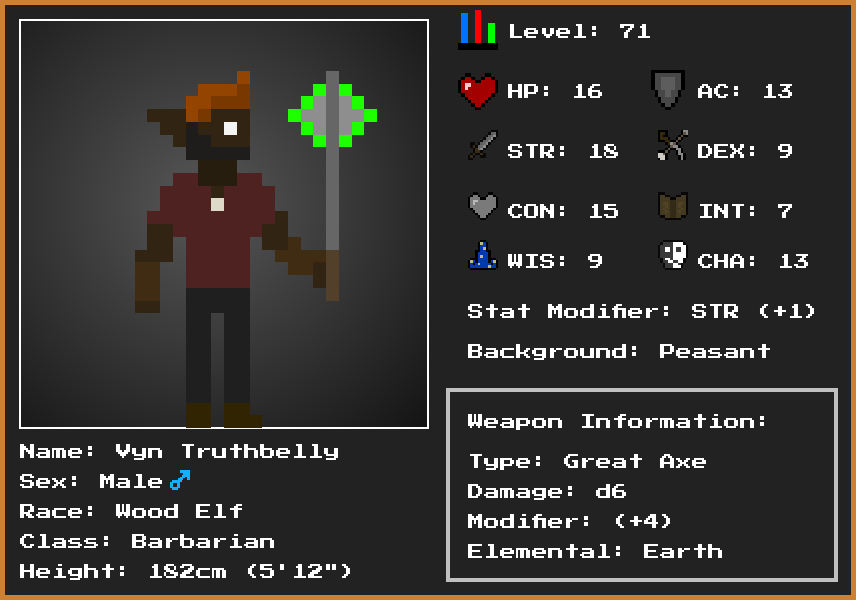 Level: 71
HP: 16 AC: 13
STR: 18 DEX: 9
CON: 15 INT: 7
WIS: 9 CHA: 13
Stat Modifier: STR (+1)
Background: Peasant
Weapon Information:
Type: Great Axe
Damage: d6
Modifier: (+4)
Elemental: Earth
Name: Vyn Truthbelly
Sex: Male ♂
Race: Wood Elf
Class: Barbarian
Height: 182cm (5'12")